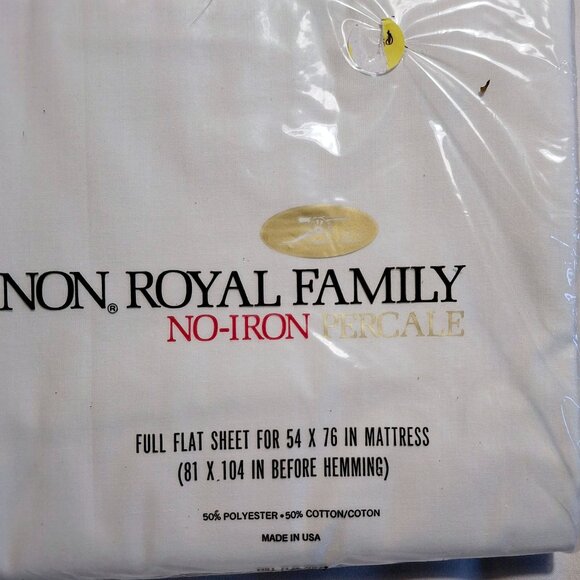 NON® ROYAL FAMILY
NO-IRON PERCALE
FULL FLAT SHEET FOR 54 X 76 IN MATTRESS
(81 X 104 IN BEFORE HEMMING)
50% POLYESTER • 50% COTTON/COTON
MADE IN USA